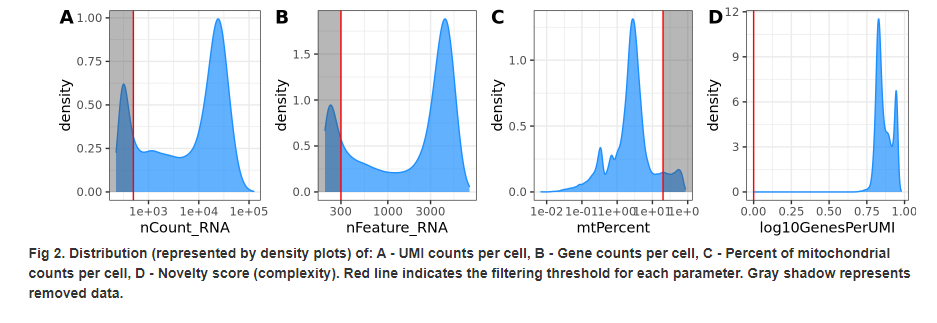 A B C D
1.00
0.75
0.50
0.25
0.00
density
1e+03 1e+04 1e+05
nCount_RNA
1.5
1.0
0.5
0.0
density
300 1000 3000
nFeature_RNA
1.0
0.5
0.0
density
1e-02 1e-01 1e+00 1e+01 1e+0
mtPercent
12
9
6
3
0
density
0.00 0.25 0.50 0.75 1.00
log10GenesPerUMI
Fig 2. Distribution (represented by density plots) of: A - UMI counts per cell, B - Gene counts per cell, C - Percent of mitochondrial
counts per cell, D - Novelty score (complexity). Red line indicates the filtering threshold for each parameter. Gray shadow represents
removed data.